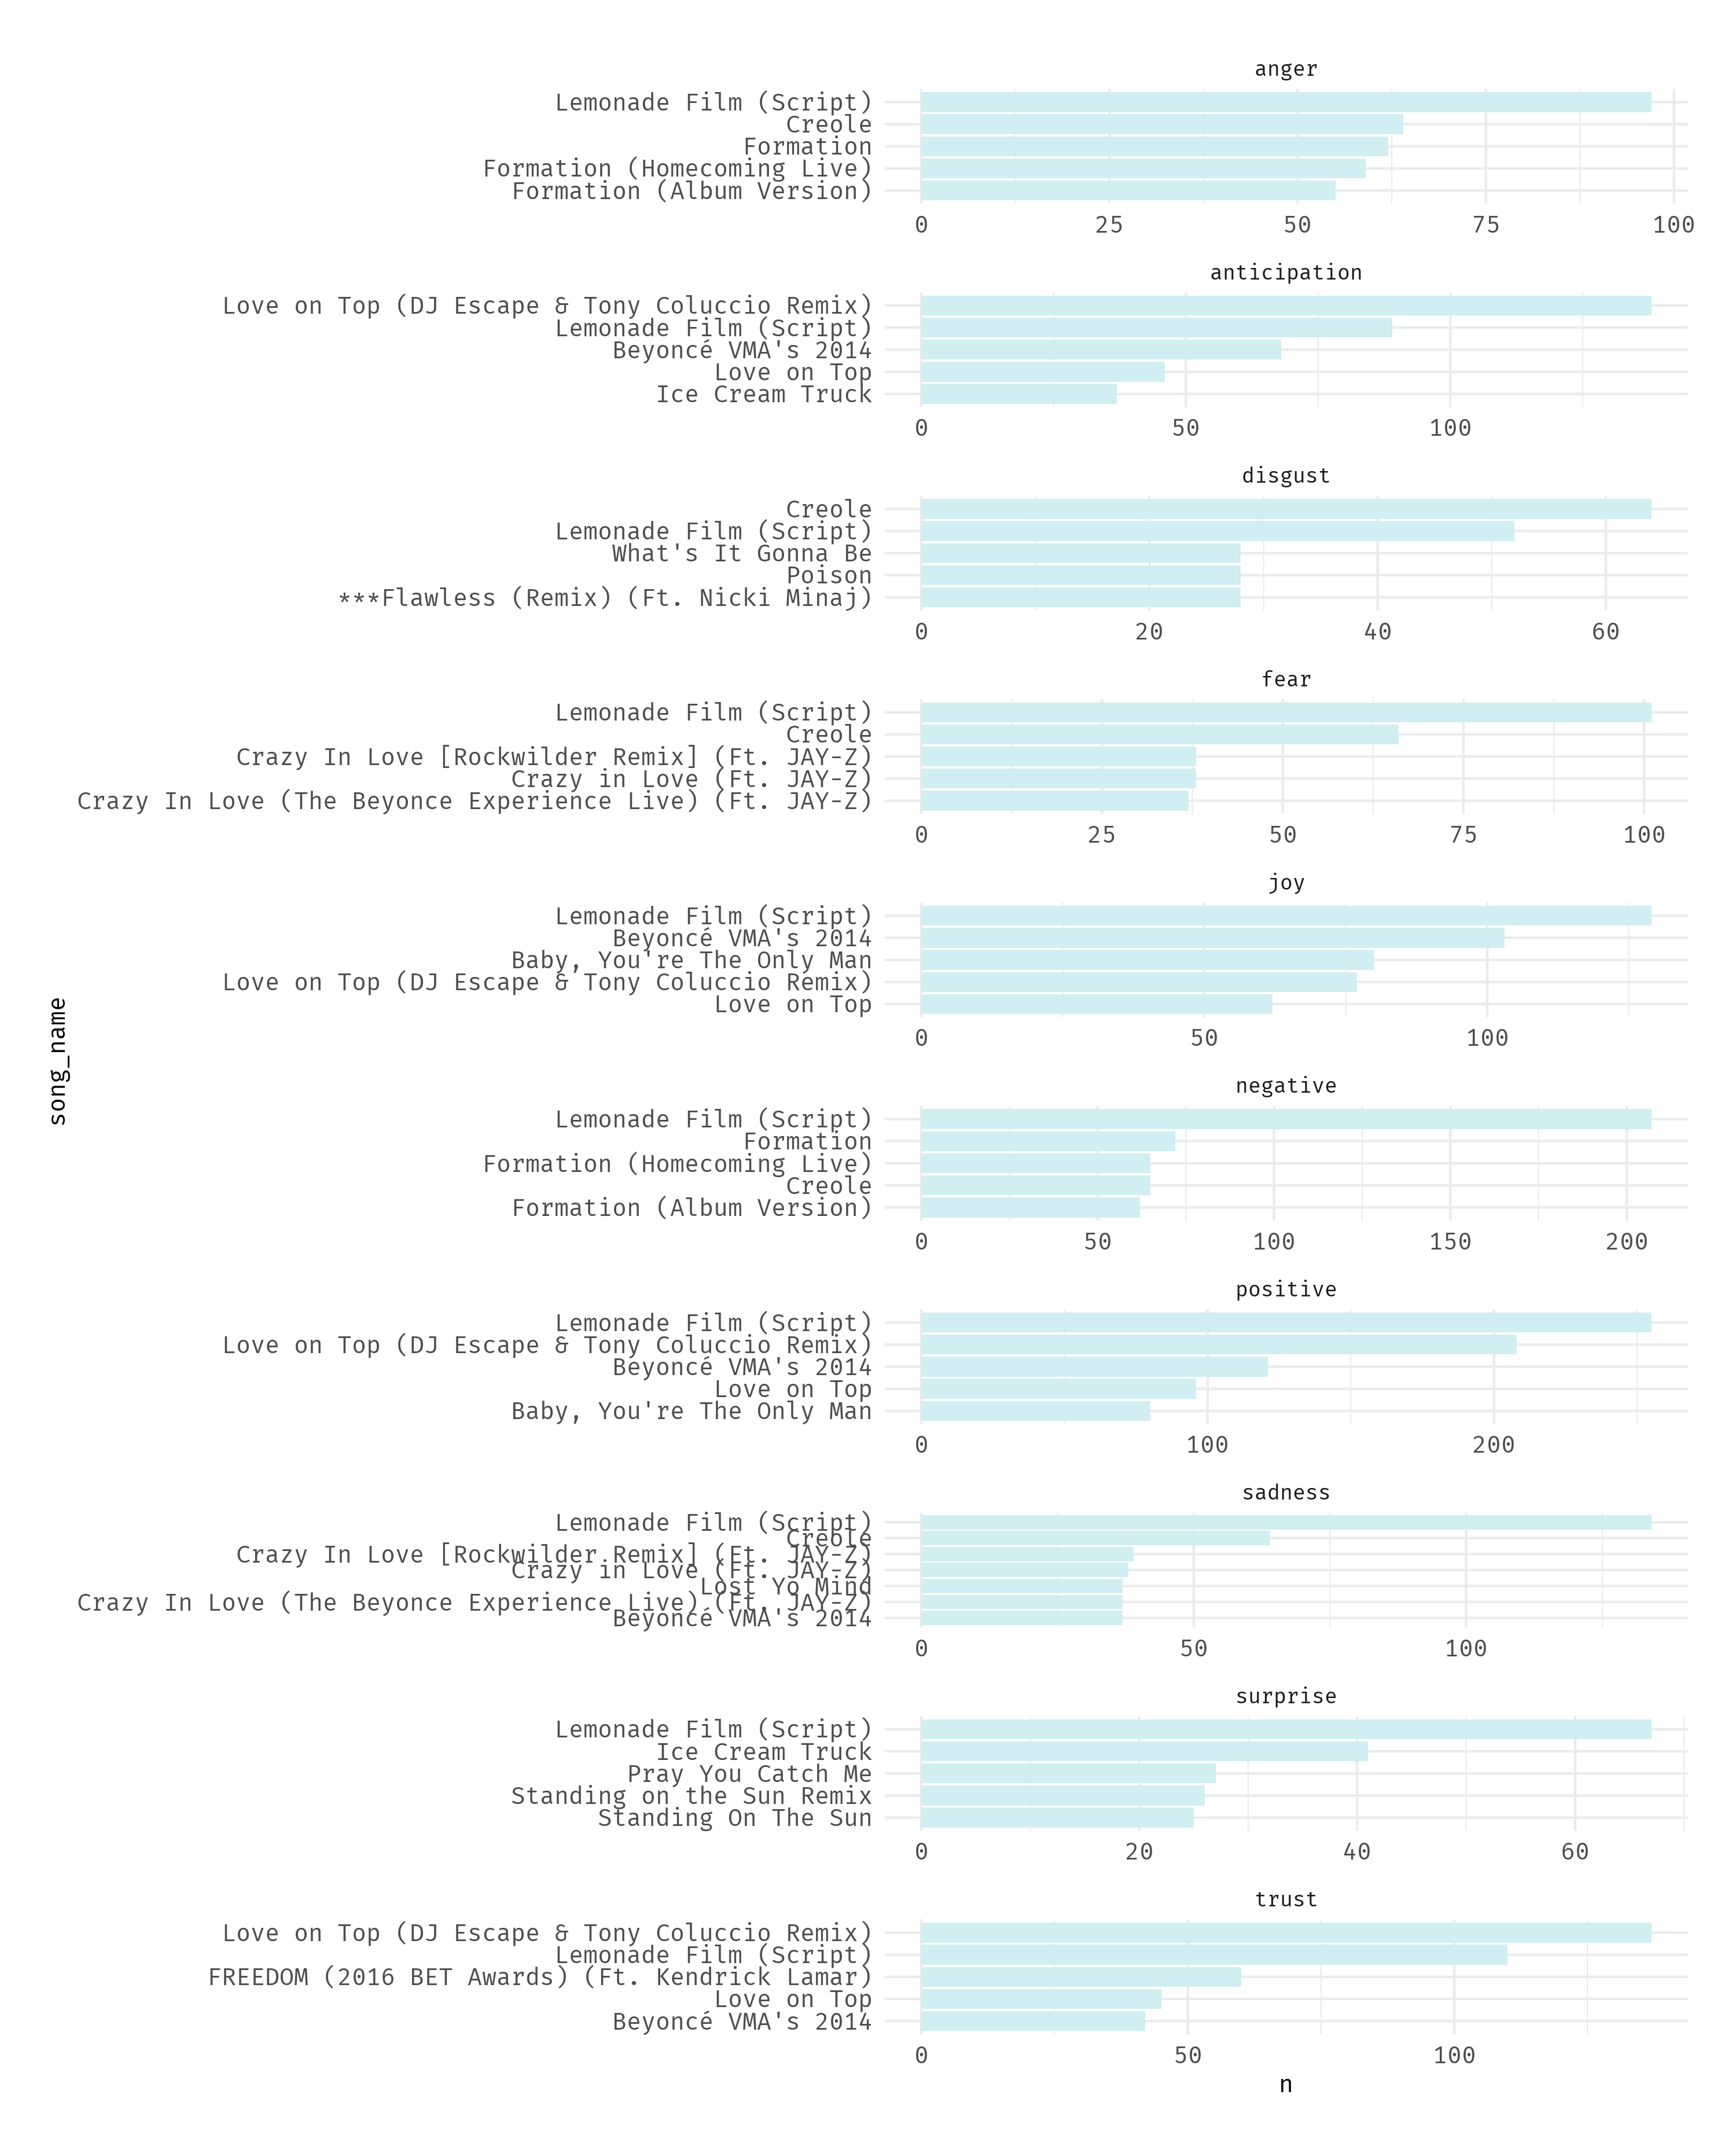 anger
Lemonade Film (Script)
Creole
Formation
Formation (Homecoming Live)
Formation (Album Version)
0 25 50 75 100
anticipation
Love on Top (DJ Escape & Tony Coluccio Remix)
Lemonade Film (Script)
Beyoncé VMA's 2014
Love on Top
Ice Cream Truck
0 50 100
disgust
Creole
Lemonade Film (Script)
What's It Gonna Be
Poison
***Flawless (Remix) (Ft. Nicki Minaj)
0 20 40 60
fear
Lemonade Film (Script)
Creole
Crazy In Love [Rockwilder Remix] (Ft. JAY-Z)
Crazy in Love (Ft. JAY-Z)
Crazy In Love (The Beyonce Experience Live) (Ft. JAY-Z)
0 25 50 75 100
joy
Lemonade Film (Script)
Beyoncé VMA's 2014
Baby, You're The Only Man
Love on Top (DJ Escape & Tony Coluccio Remix)
Love on Top
0 50 100
song_name
negative
Lemonade Film (Script)
Formation
Formation (Homecoming Live)
Creole
Formation (Album Version)
0 50 100 150 200
positive
Lemonade Film (Script)
Love on Top (DJ Escape & Tony Coluccio Remix)
Beyoncé VMA's 2014
Love on Top
Baby, You're The Only Man
0 100 200
sadness
Lemonade Film (Script)
Creole
Crazy In Love [Rockwilder Remix] (Ft. JAY-Z)
Crazy in Love (Ft. JAY-Z)
Lost Yo Mind
Crazy In Love (The Beyonce Experience Live) (Ft. JAY-Z)
Beyoncé VMA's 2014
0 50 100
surprise
Lemonade Film (Script)
Ice Cream Truck
Pray You Catch Me
Standing on the Sun Remix
Standing On The Sun
0 20 40 60
trust
Love on Top (DJ Escape & Tony Coluccio Remix)
Lemonade Film (Script)
FREEDOM (2016 BET Awards) (Ft. Kendrick Lamar)
Love on Top
Beyoncé VMA's 2014
0 50 100
n